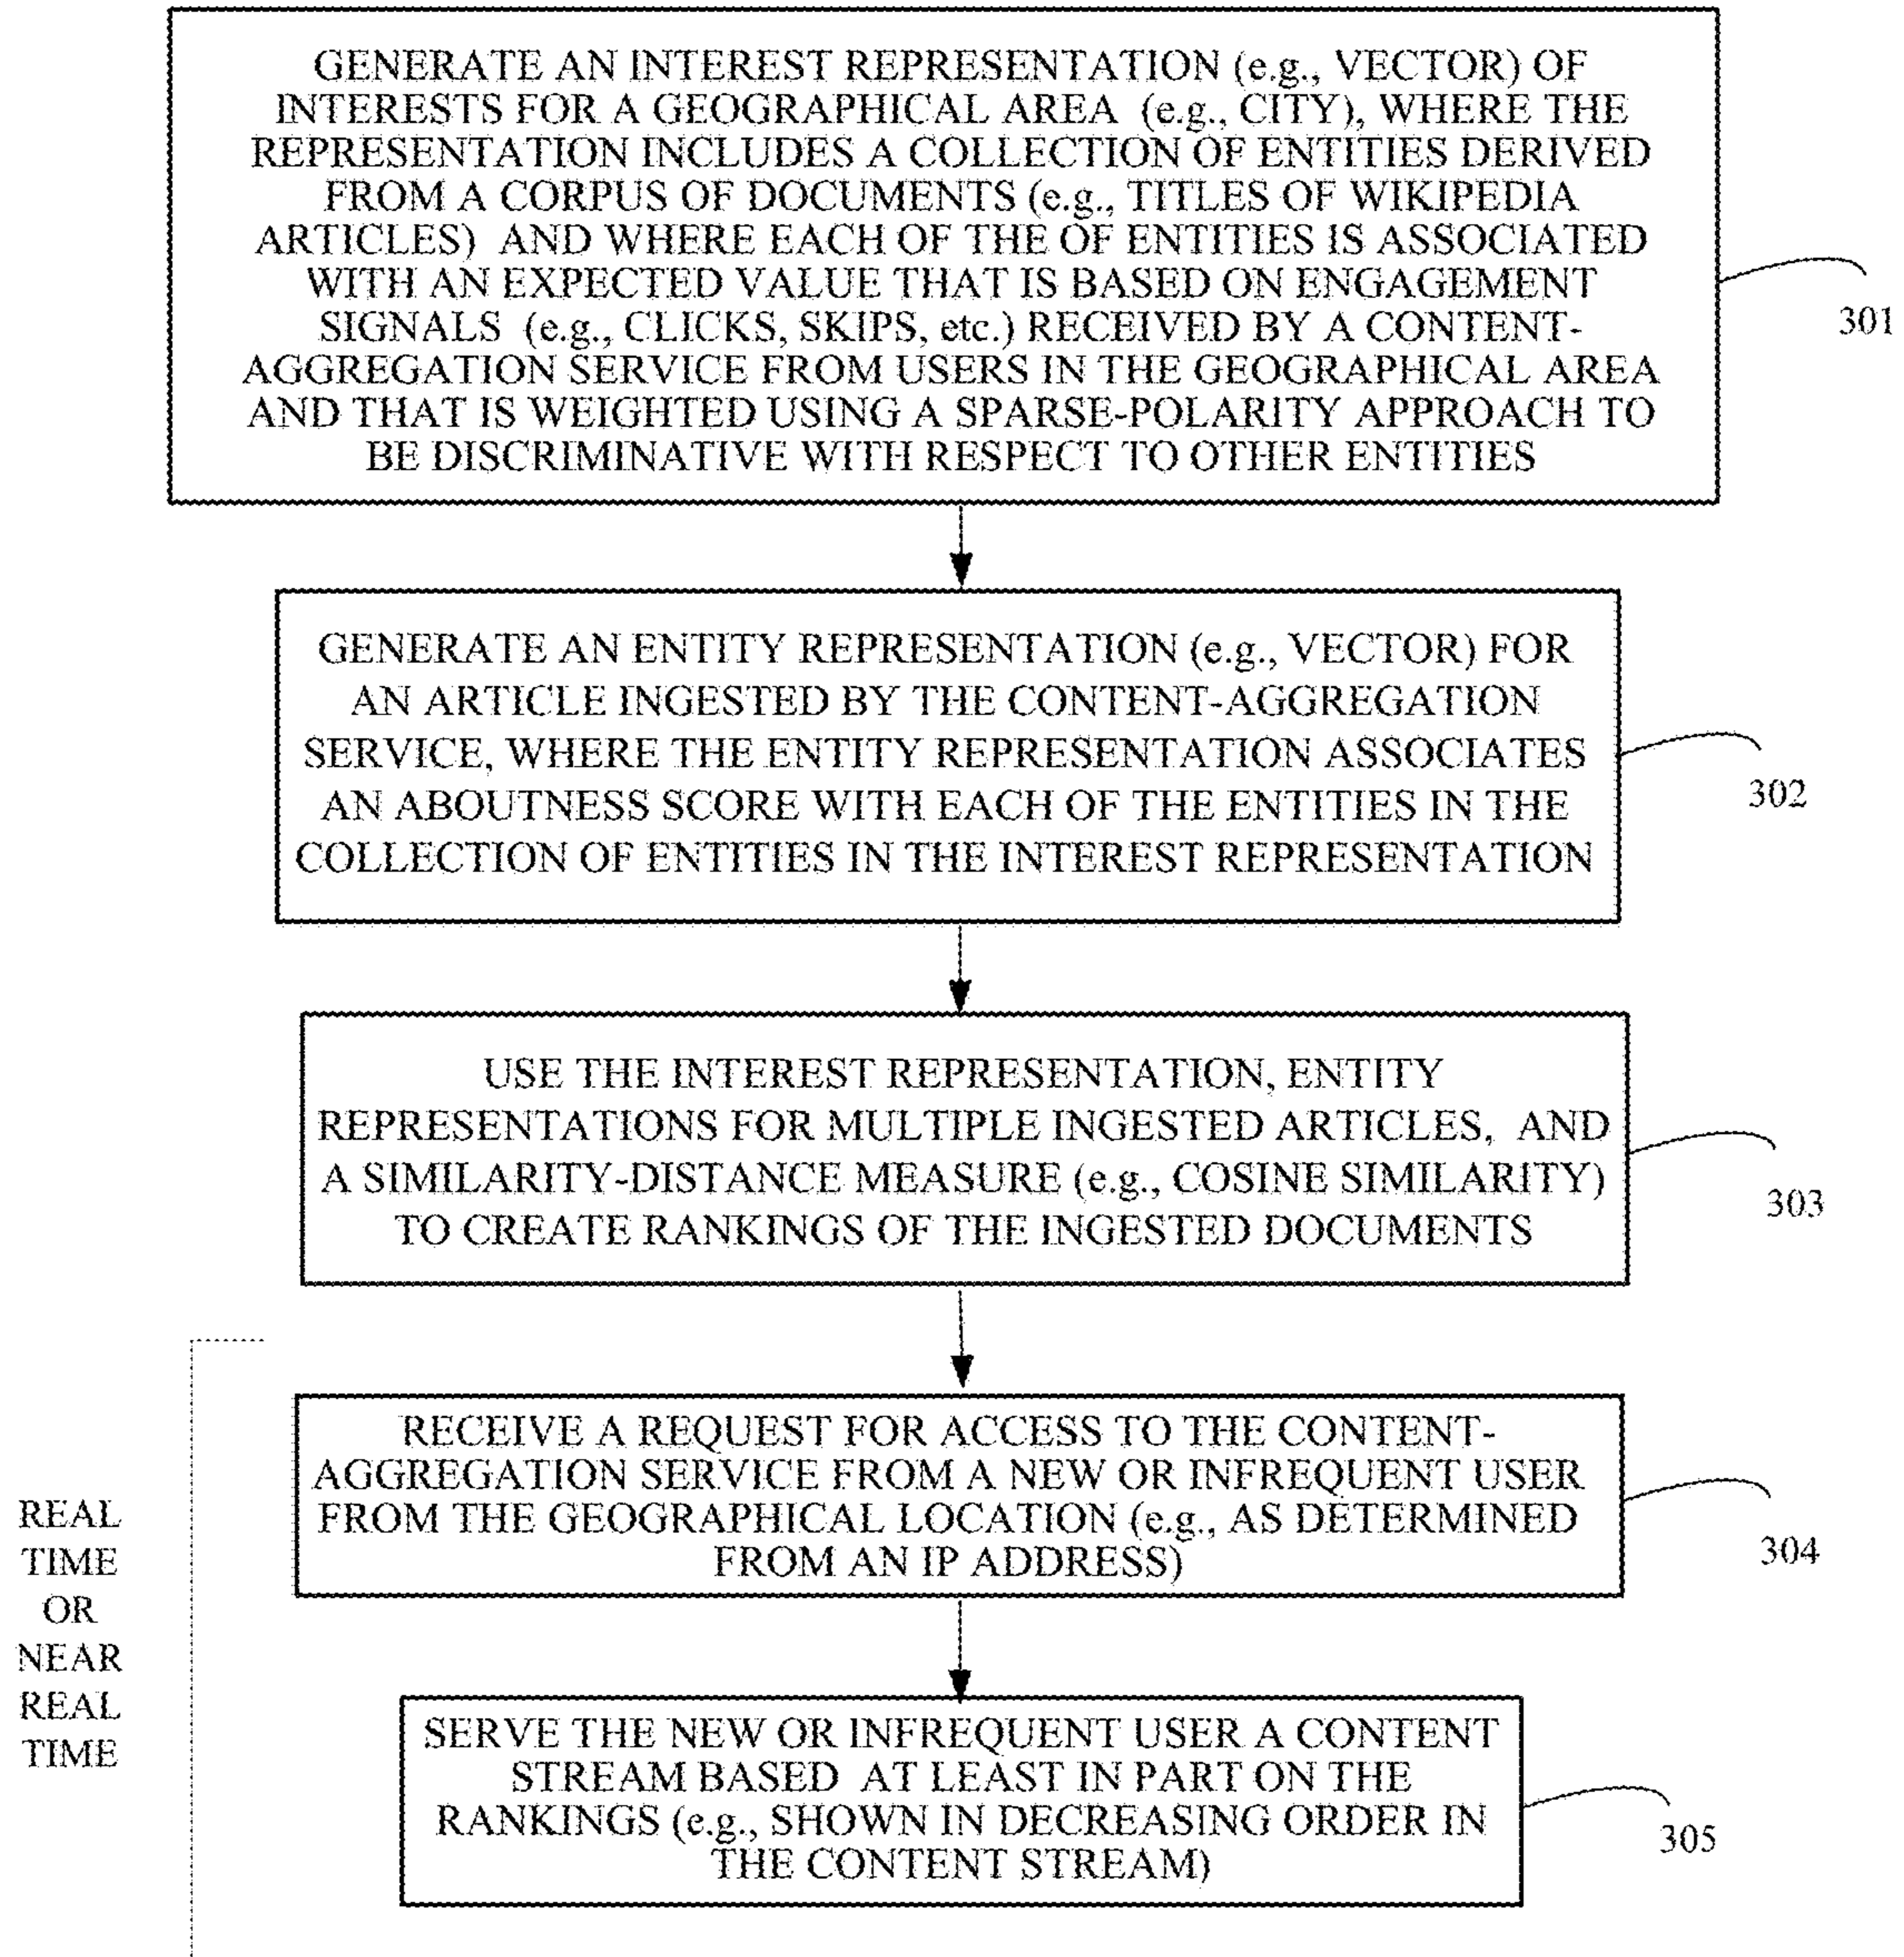 GENERATE AN INTEREST REPRESENTATION (e.g., VECTOR) OF
INTERESTS FOR A GEOGRAPHICAL AREA (e.g., CITY), WHERE THE
REPRESENTATION INCLUDES A COLLECTION OF ENTITIES DERIVED
FROM A CORPUS OF DOCUMENTS (e.g., TITLES OF WIKIPEDIA
ARTICLES) AND WHERE EACH OF THE OF ENTITIES IS ASSOCIATED
WITH AN EXPECTED VALUE THAT IS BASED ON ENGAGEMENT
SIGNALS (e.g., CLICKS, SKIPS, etc.) RECEIVED BY A CONTENT-
AGGREGATION SERVICE FROM USERS IN THE GEOGRAPHICAL AREA
AND THAT IS WEIGHTED USING A SPARSE-POLARITY APPROACH TO
BE DISCRIMINATIVE WITH RESPECT TO OTHER ENTITIES
301
GENERATE AN ENTITY REPRESENTATION (e.g., VECTOR) FOR
AN ARTICLE INGESTED BY THE CONTENT-AGGREGATION
SERVICE, WHERE THE ENTITY REPRESENTATION ASSOCIATES
AN ABOUTNESS SCORE WITH EACH OF THE ENTITIES IN THE
COLLECTION OF ENTITIES IN THE INTEREST REPRESENTATION
302
USE THE INTEREST REPRESENTATION, ENTITY
REPRESENTATIONS FOR MULTIPLE INGESTED ARTICLES, AND
A SIMILARITY-DISTANCE MEASURE (e.g., COSINE SIMILARITY)
TO CREATE RANKINGS OF THE INGESTED DOCUMENTS
303
RECEIVE A REQUEST FOR ACCESS TO THE CONTENT-
AGGREGATION SERVICE FROM A NEW OR INFREQUENT USER
FROM THE GEOGRAPHICAL LOCATION (e.g., AS DETERMINED
FROM AN IP ADDRESS)
304
REAL
TIME
OR
NEAR
REAL
TIME
SERVE THE NEW OR INFREQUENT USER A CONTENT
STREAM BASED AT LEAST IN PART ON THE
RANKINGS (e.g., SHOWN IN DECREASING ORDER IN
THE CONTENT STREAM)
305